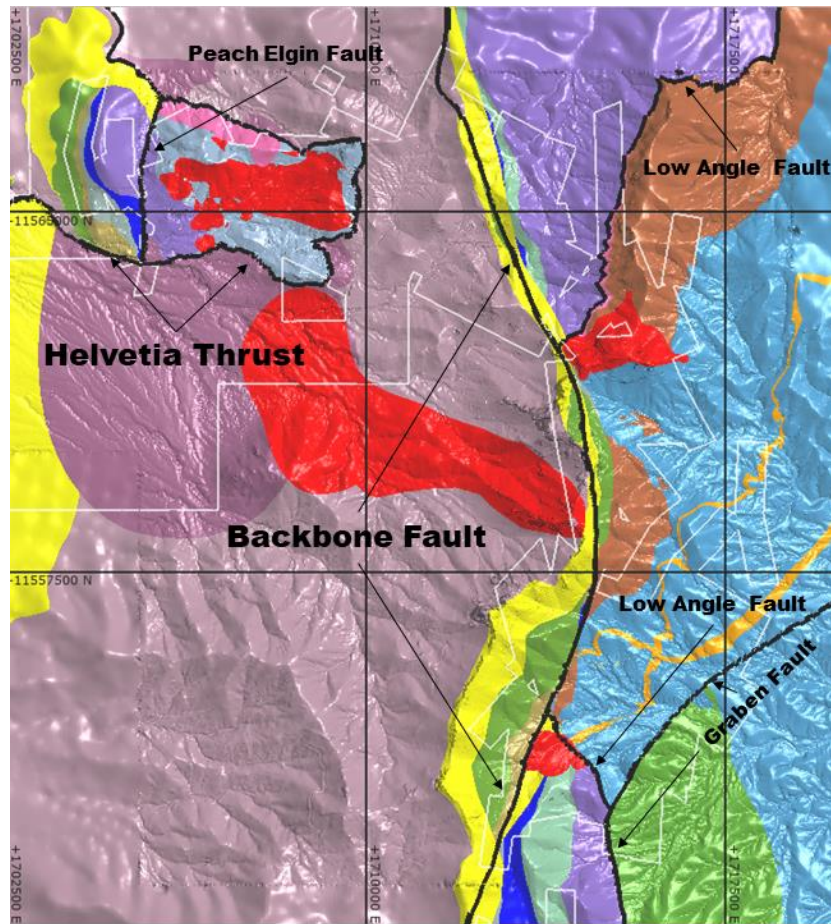 +1702500 E
+1710000 E
+1717500 E
Peach Elgin Fault
Low Angle Fault
11565000 N
Helvetia Thrust
Backbone Fault
11557500 N
Low Angle Fault
Graben Fault
+1702500 E
+1710000 E
+1717500 E